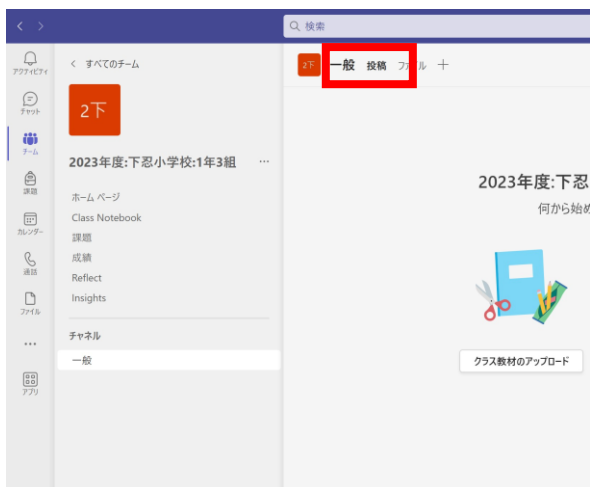 検索
アクティビティ
チャット
チーム
課題
カレンダー
通話
ファイル
アプリ
すべてのチーム
2下
2023年度:下忍小学校:1年3組
ホーム ページ
Class Notebook
課題
成績
Reflect
Insights
チャネル
一般
2下 一般 投稿 ファイル
2023年度:下忍
何から始め
クラス教材のアップロード